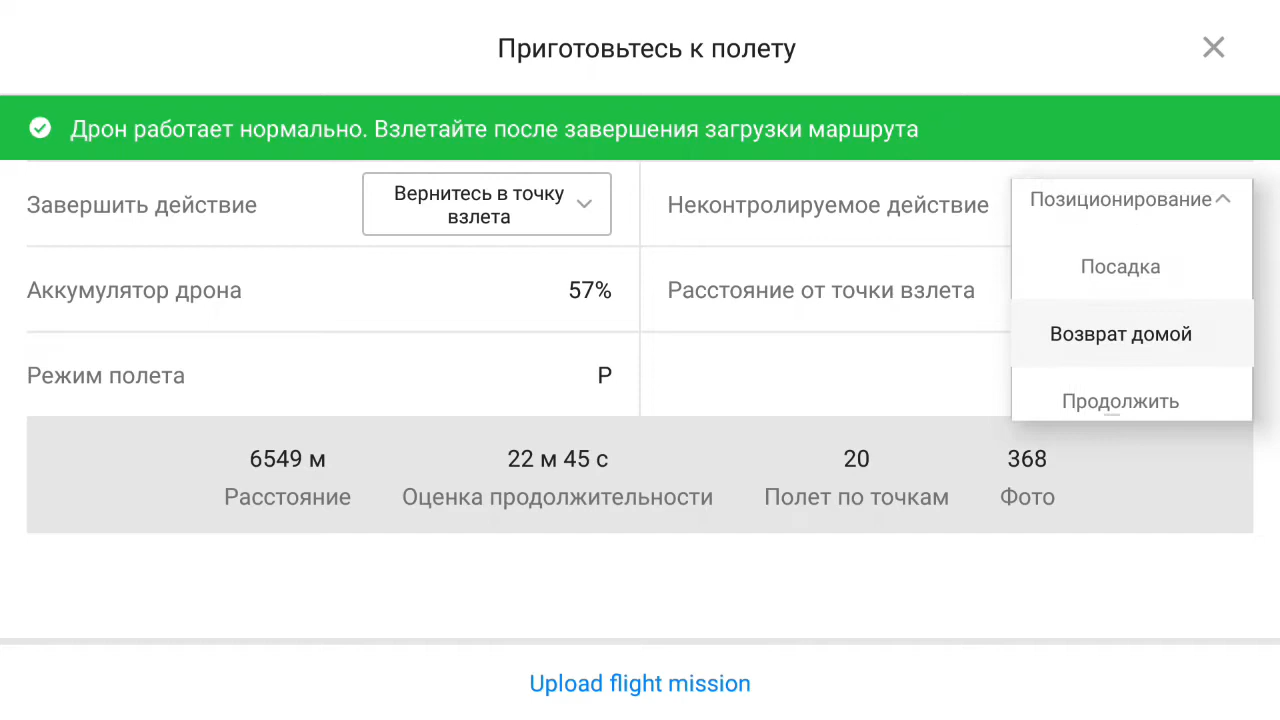 Приготовьтесь к полету
Дрон работает нормально. Взлетайте после завершения загрузки маршрута
Завершить действие
Вернитесь в точку
взлета
Неконтролируемое действие
Позиционирование
Посадка
Возврат домой
Продолжить
Аккумулятор дрона
57%
Расстояние от точки взлета
Режим полета
P
6549 м
22 м 45 с
20
368
Расстояние
Оценка продолжительности
Полет по точкам
Фото
Upload flight mission